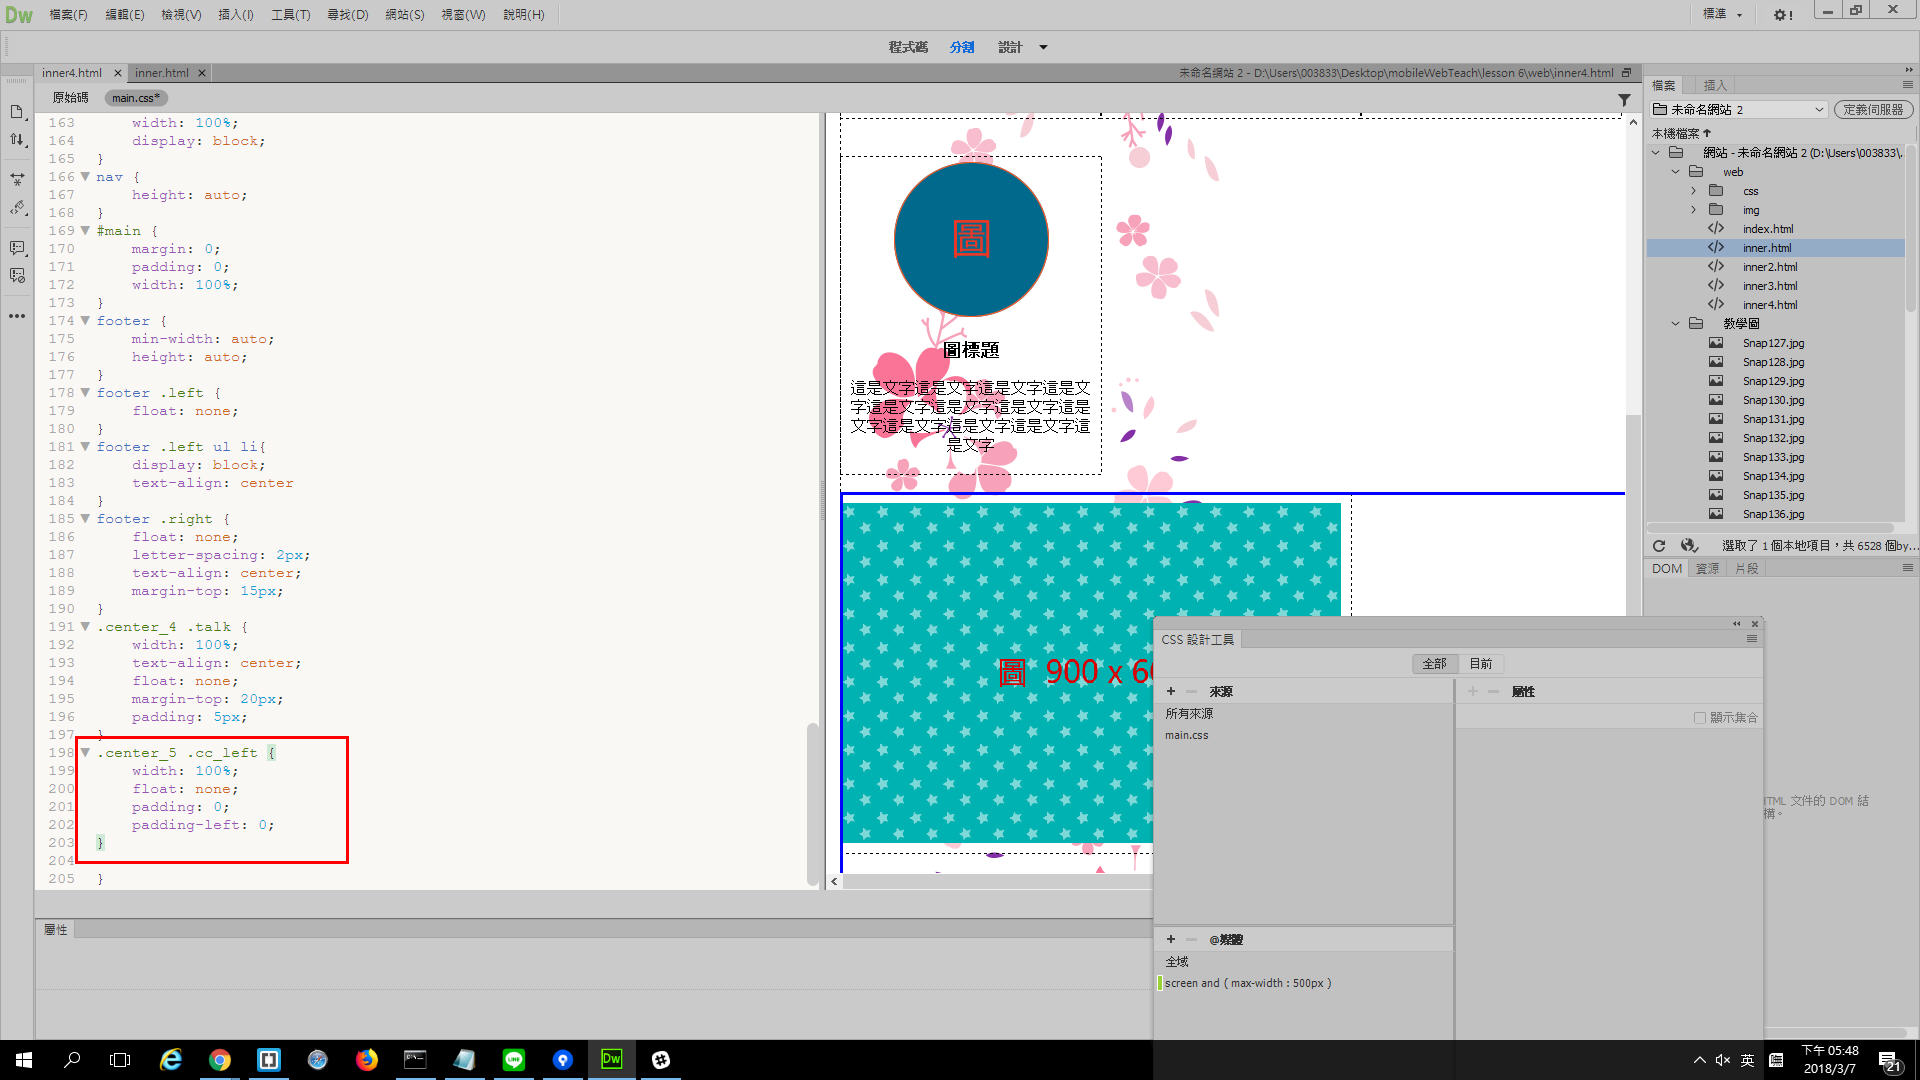 Dw 檔案(F) 編輯(E) 檢視(V) 插入(I) 工具(T) 尋找(D) 網站(S) 視窗(W) 說明(H) 標準
程式碼 分割 設計
inner4.html × inner.html × 未命名網站 2 - D:\Users\003833\Desktop\mobileWebTeach\lesson 6\web\inner4.html
原始碼 main.css*
163 width: 100%;
164 display: block;
165 }
166 nav {
167 height: auto;
168 }
169 #main {
170 margin: 0;
171 padding: 0;
172 width: 100%;
173 }
174 footer {
175 min-width: auto;
176 height: auto;
177 }
178 footer .left {
179 float: none;
180 }
181 footer .left ul li{
182 display: block;
183 text-align: center
184 }
185 footer .right {
186 float: none;
187 letter-spacing: 2px;
188 text-align: center;
189 margin-top: 15px;
190 }
191 .center_4 .talk {
192 width: 100%;
193 text-align: center;
194 float: none;
195 margin-top: 20px;
196 padding: 5px;
197 }
198 .center_5 .cc_left {
199 width: 100%;
200 float: none;
201 padding: 0;
202 padding-left: 0;
203 }
204
205 }
圖
圖標題
這是文字這是文字這是文字這是文
字這是文字這是文字這是文字這是
文字這是文字這是文字這是文字這
是文字
圖 900 x 6
檔案 插入
未命名網站 2 定義伺服器
本機檔案
網站 - 未命名網站 2 (D:\Users\003833\...
web
css
img
index.html
inner.html
inner2.html
inner3.html
inner4.html
教學圖
Snap127.jpg
Snap128.jpg
Snap129.jpg
Snap130.jpg
Snap131.jpg
Snap132.jpg
Snap133.jpg
Snap134.jpg
Snap135.jpg
Snap136.jpg
選取了 1 個本地項目，共 6528 個by...
DOM 資源 片段
HTML 文件的 DOM 結
構。
CSS 設計工具
全部 目前
+ − 來源
所有來源
main.css
+ − 屬性
顯示集合
+ − @媒體
全域
screen and ( max-width : 500px )
屬性
Dw
英
下午 05:48
2018/3/7
21